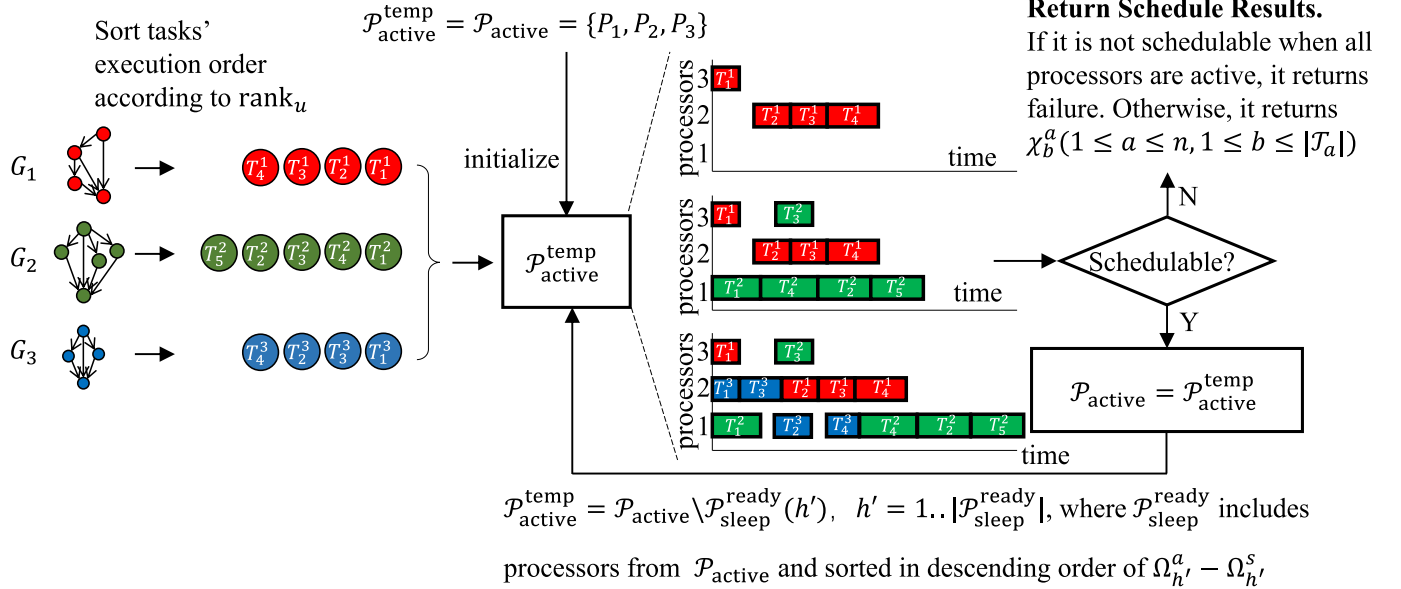 Sort tasks’
execution order
according to rankᵤ
𝒫_active^temp = 𝒫_active = {P₁, P₂, P₃}
Return Schedule Results.
If it is not schedulable when all
processors are active, it returns
failure. Otherwise, it returns
χ_b^a(1 ≤ a ≤ n, 1 ≤ b ≤ |𝒯_a|)
G₁
T_4^1 T_3^1 T_2^1 T_1^1
G₂
T_5^2 T_2^2 T_3^2 T_4^2 T_1^2
G₃
T_4^3 T_2^3 T_3^3 T_1^3
initialize
𝒫_active^temp
processors
3 T_1^1
2 T_2^1 T_3^1 T_4^1
1
time
processors
3 T_1^1 T_3^2
2 T_2^1 T_3^1 T_4^1
1 T_1^2 T_4^2 T_2^2 T_5^2
time
processors
3 T_1^1 T_3^2
2 T_1^3 T_3^3 T_2^1 T_3^1 T_4^1
1 T_1^2 T_2^3 T_4^3 T_4^2 T_2^2 T_5^2
time
N
Schedulable?
Y
𝒫_active = 𝒫_active^temp
𝒫_active^temp = 𝒫_active\𝒫_sleep^ready(h′), h′ = 1..|𝒫_sleep^ready|, where 𝒫_sleep^ready includes
processors from 𝒫_active and sorted in descending order of Ω_h′^a − Ω_h′^s